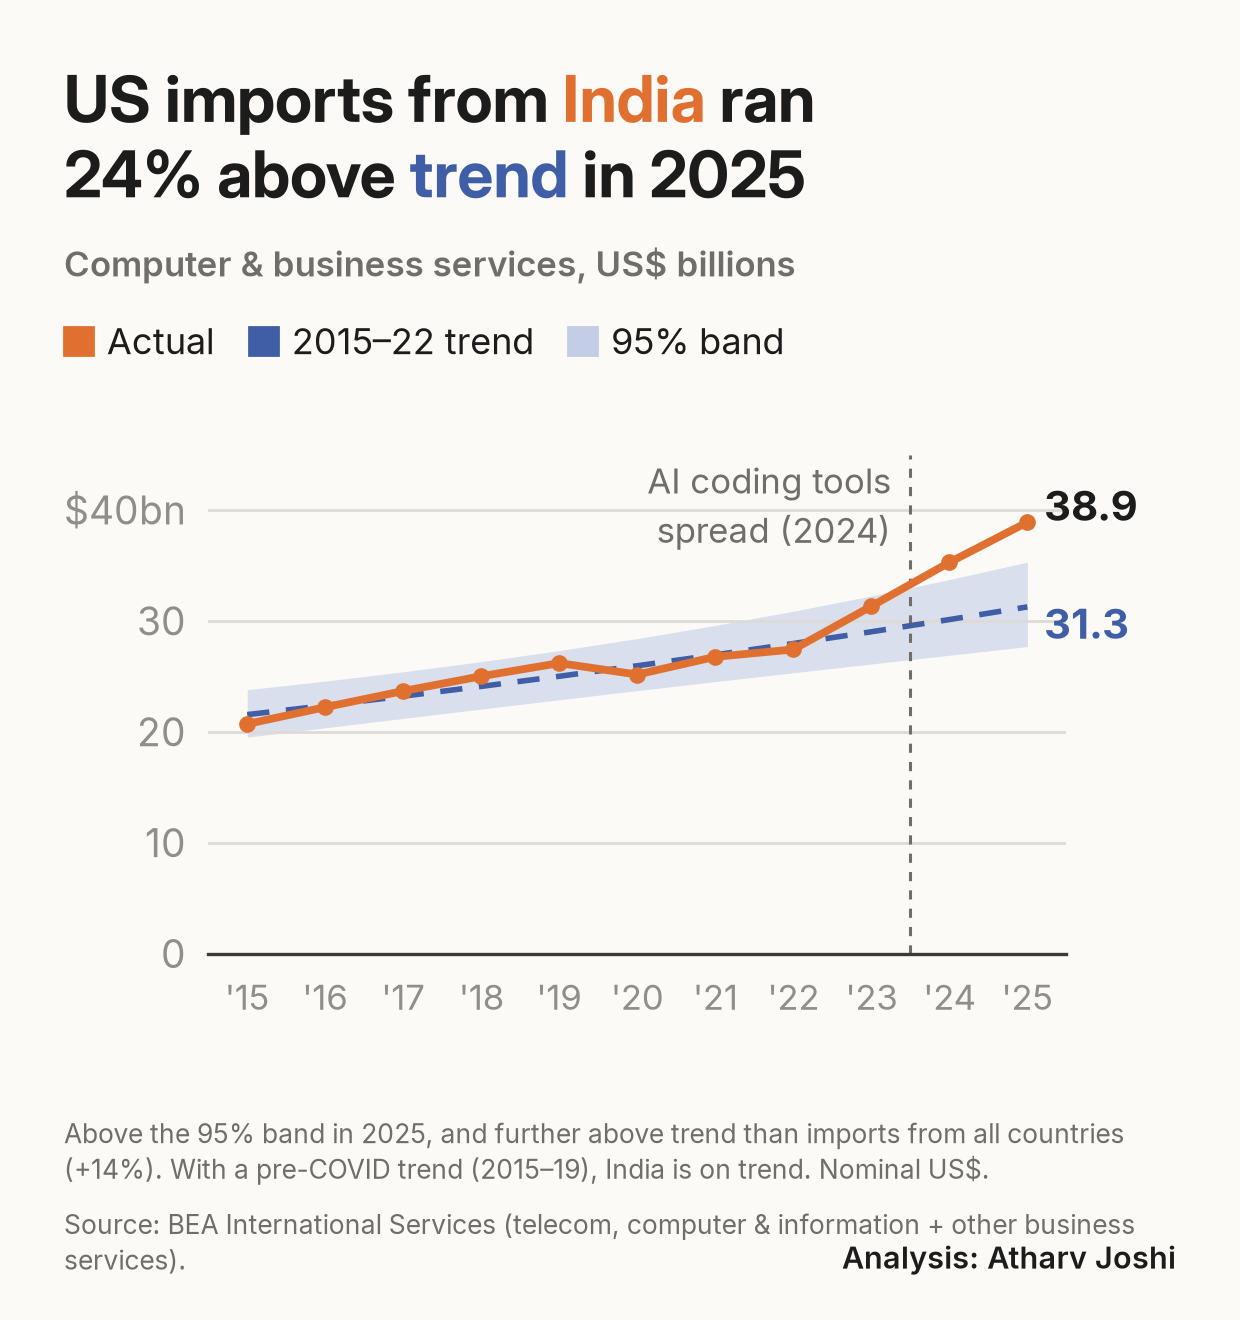 US imports from India ran
24% above trend in 2025
Computer & business services, US$ billions
Actual
2015–22 trend
95% band
AI coding tools
spread (2024)
$40bn
30
20
10
0
38.9
31.3
'15 '16 '17 '18 '19 '20 '21 '22 '23 '24 '25
Above the 95% band in 2025, and further above trend than imports from all countries
(+14%). With a pre-COVID trend (2015–19), India is on trend. Nominal US$.
Source: BEA International Services (telecom, computer & information + other business
services).
Analysis: Atharv Joshi